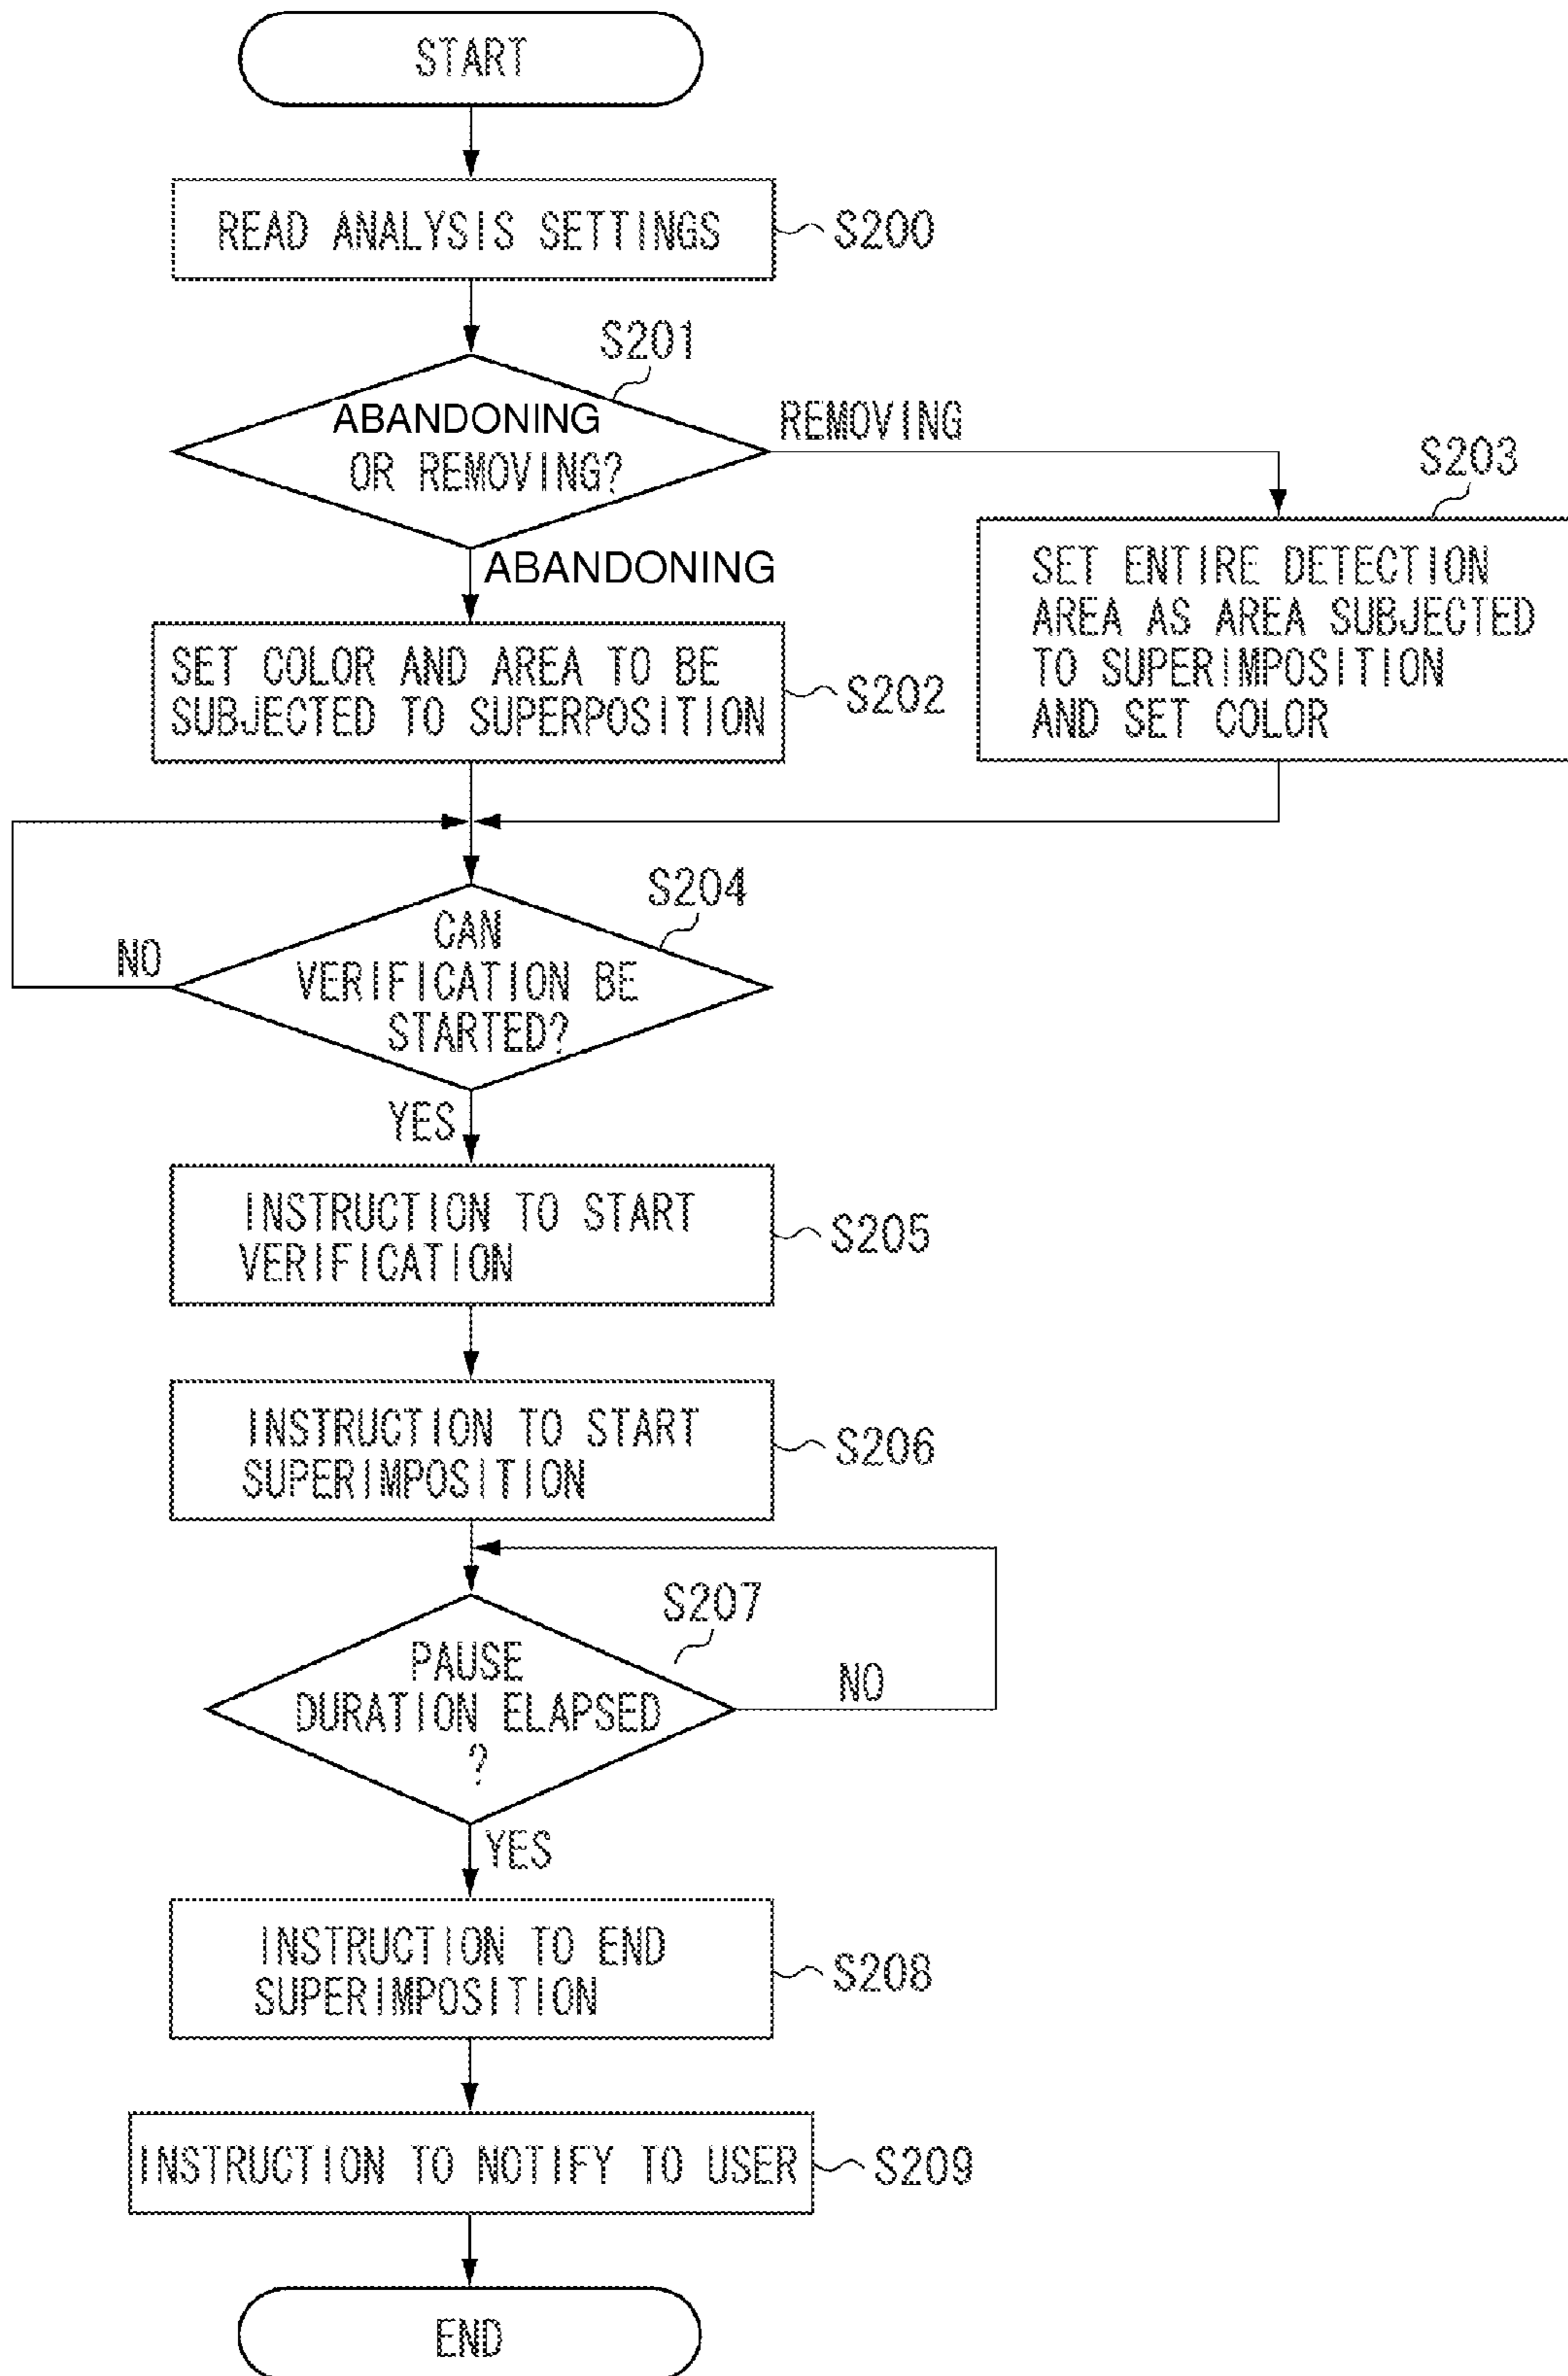 START
READ ANALYSIS SETTINGS
S200
S201
ABANDONING
OR REMOVING?
REMOVING
ABANDONING
S203
SET ENTIRE DETECTION
AREA AS AREA SUBJECTED
TO SUPERIMPOSITION
AND SET COLOR
SET COLOR AND AREA TO BE
SUBJECTED TO SUPERPOSITION
S202
S204
CAN
VERIFICATION BE
STARTED?
NO
YES
INSTRUCTION TO START
VERIFICATION
S205
INSTRUCTION TO START
SUPERIMPOSITION
S206
S207
PAUSE
DURATION ELAPSED
?
NO
YES
INSTRUCTION TO END
SUPERIMPOSITION
S208
INSTRUCTION TO NOTIFY TO USER
S209
END